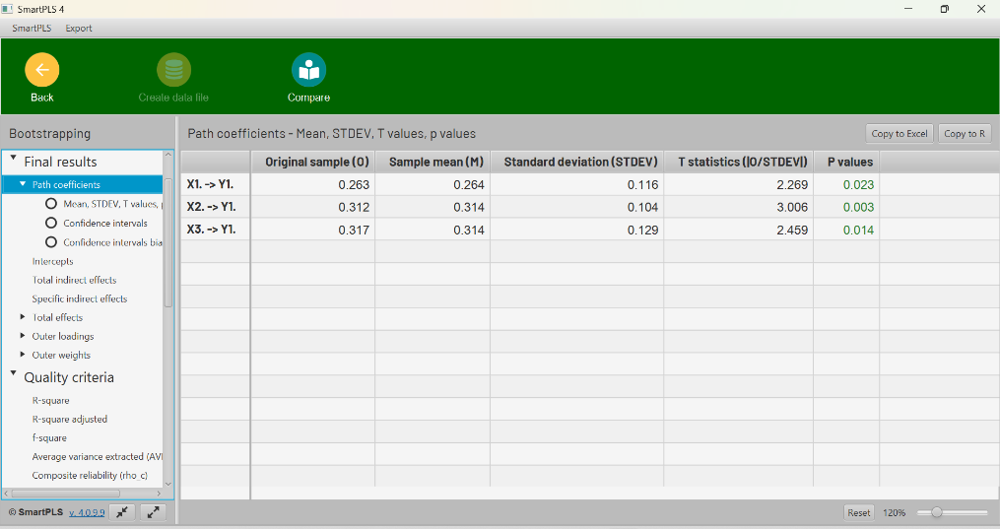 SmartPLS 4
SmartPLS Export
Back Create data file Compare
Bootstrapping
Path coefficients - Mean, STDEV, T values, p values
Copy to Excel Copy to R
Final results
Path coefficients
Mean, STDEV, T values,
Confidence intervals
Confidence intervals bia
Intercepts
Total indirect effects
Specific indirect effects
Total effects
Outer loadings
Outer weights
Quality criteria
R-square
R-square adjusted
f-square
Average variance extracted (AV
Composite reliability (rho_c)
Original sample (O) Sample mean (M) Standard deviation (STDEV) T statistics (|O/STDEV|) P values
X1. -> Y1. 0.263 0.264 0.116 2.269 0.023
X2. -> Y1. 0.312 0.314 0.104 3.006 0.003
X3. -> Y1. 0.317 0.314 0.129 2.459 0.014
© SmartPLS v. 4.0.9.9
Reset 120%